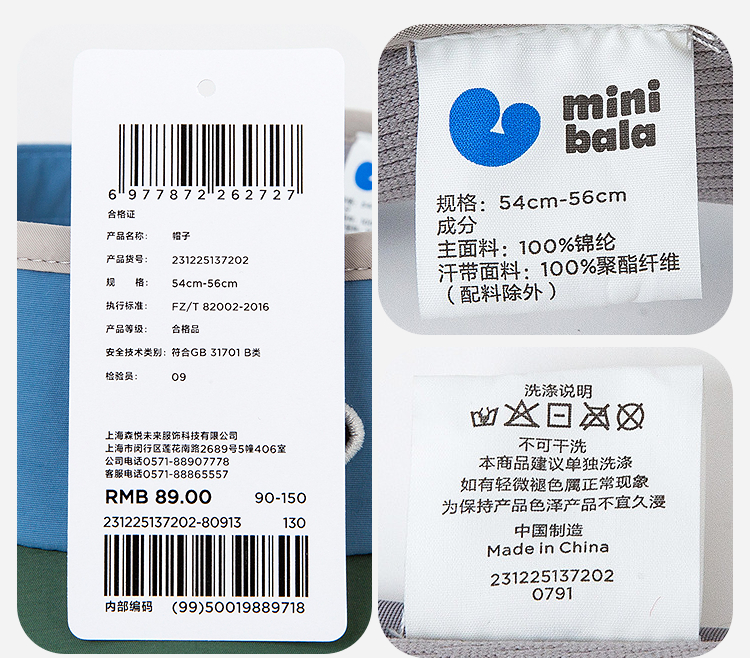 6 977872 262727
合格证
产品名称: 帽子
产品货号: 231225137202
规 格: 54cm-56cm
执行标准: FZ/T 82002-2016
产品等级: 合格品
安全技术类别: 符合GB 31701 B类
检验员: 09
上海森悦未来服饰科技有限公司
上海市闵行区莲花南路2689号5幢406室
公司电话0571-88907778
客服电话0571-88865557
RMB 89.00 90-150
231225137202-80913 130
内部编码 (99)50019889718
mini
bala
规格: 54cm-56cm
成分
主面料: 100%锦纶
汗带面料: 100%聚酯纤维
(配料除外)
洗涤说明
不可干洗
本商品建议单独洗涤
如有轻微褪色属正常现象
为保持产品色泽产品不宜久浸
中国制造
Made in China
231225137202
0791